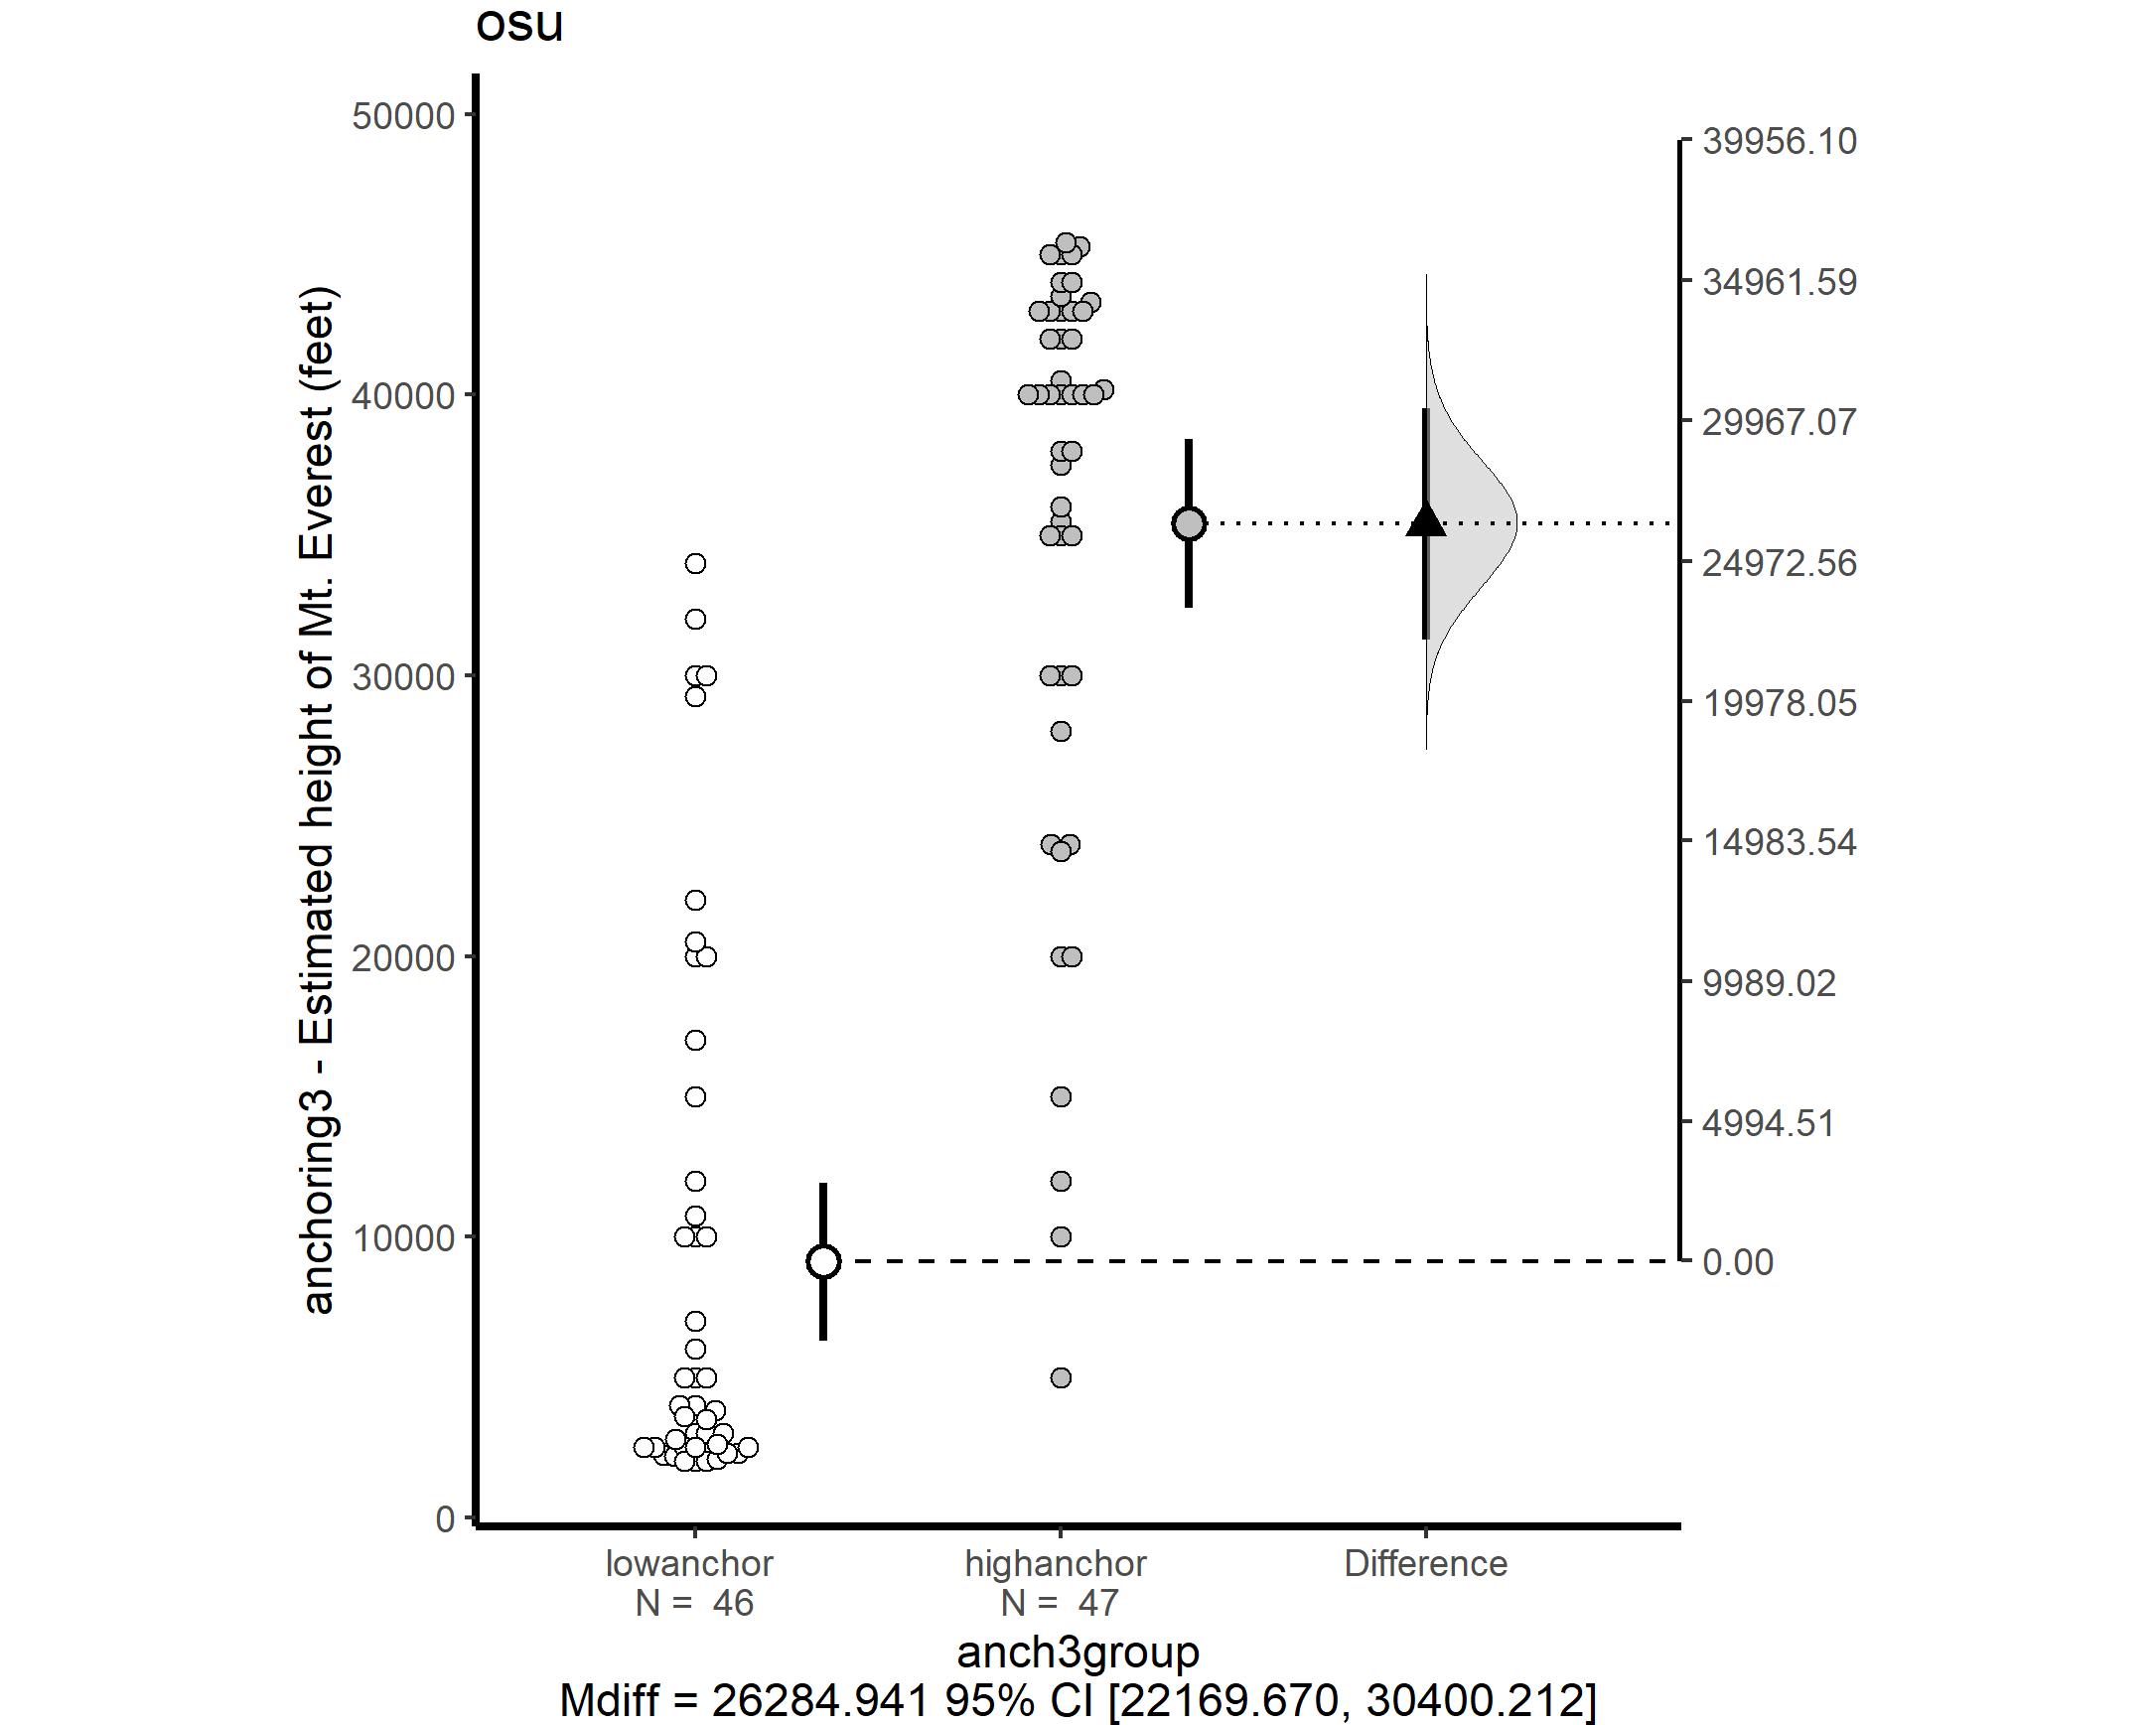 osu
anchoring3 - Estimated height of Mt. Everest (feet)
50000
40000
30000
20000
10000
0
39956.10
34961.59
29967.07
24972.56
19978.05
14983.54
9989.02
4994.51
0.00
lowanchor
N =  46
highanchor
N =  47
Difference
anch3group
Mdiff = 26284.941 95% CI [22169.670, 30400.212]